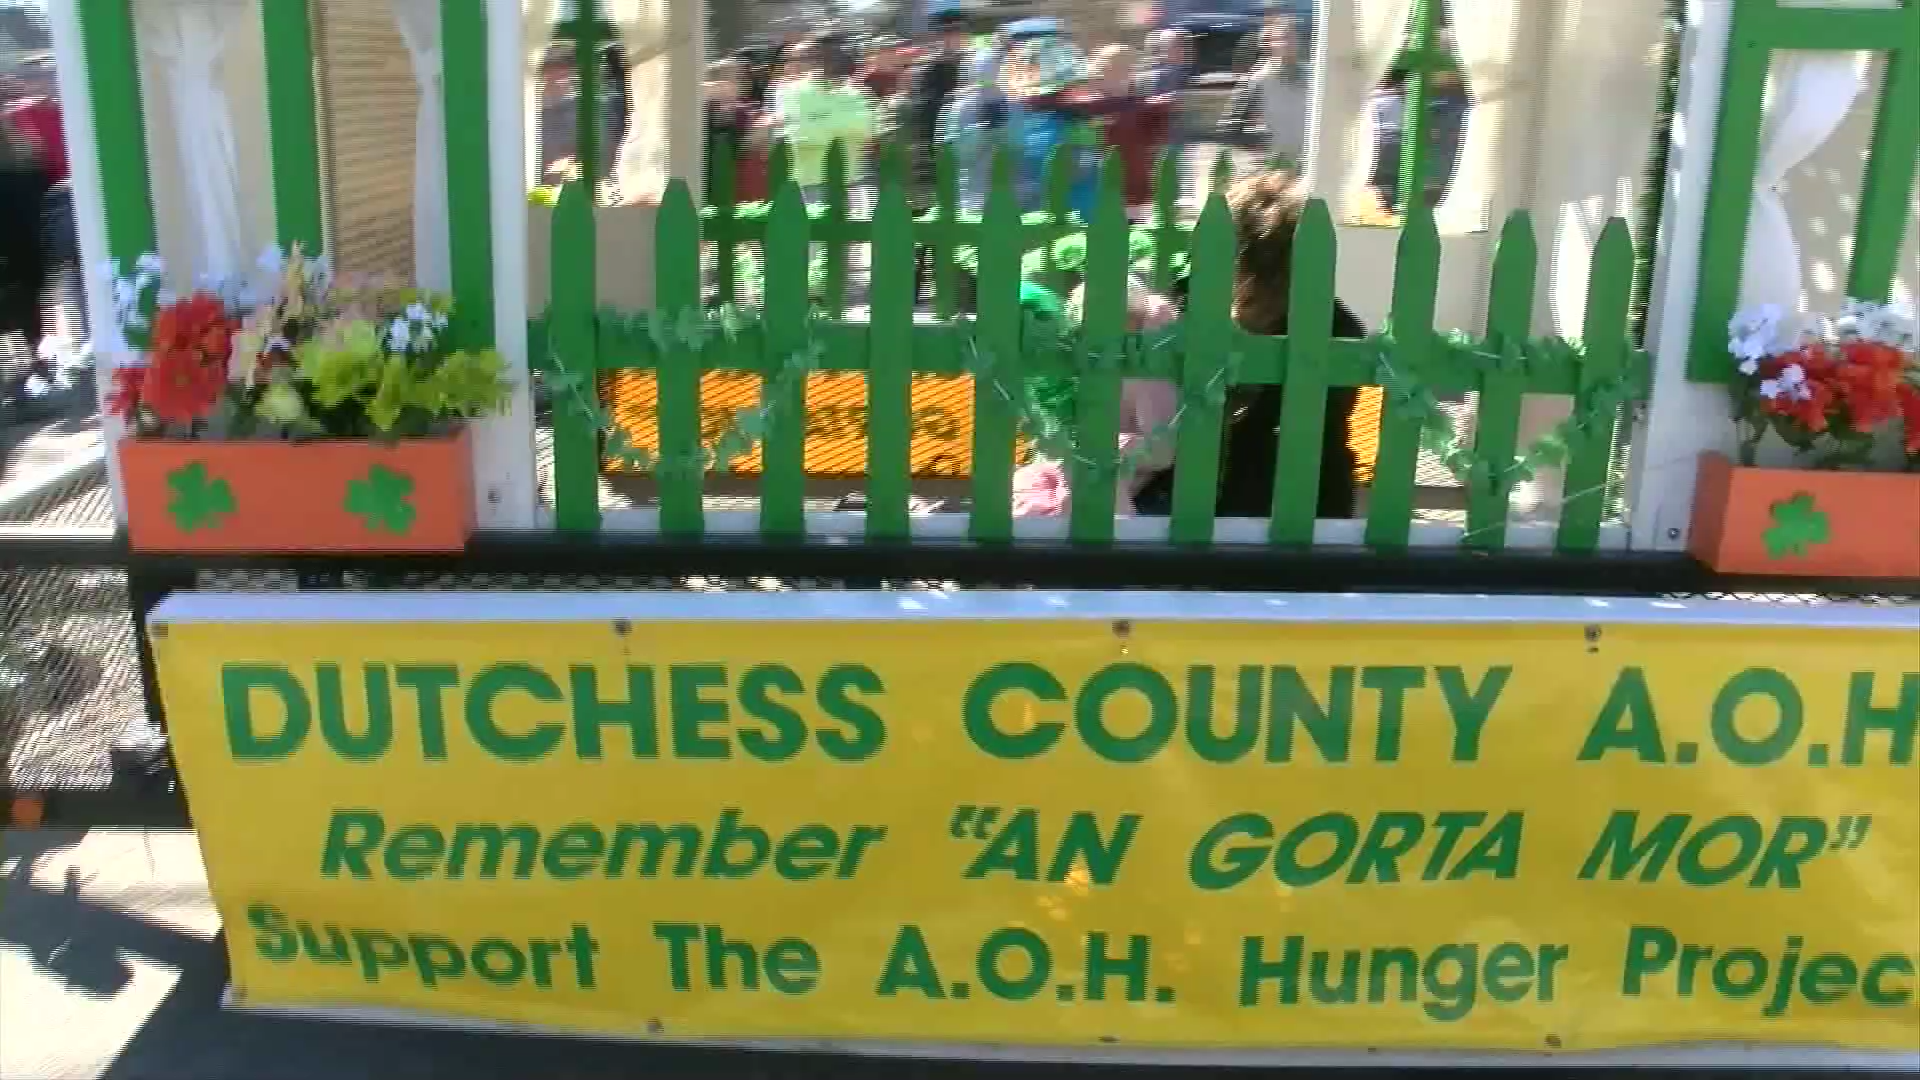 DUTCHESS COUNTY A.O.H
Remember "AN GORTA MOR"
Support The A.O.H. Hunger Projec